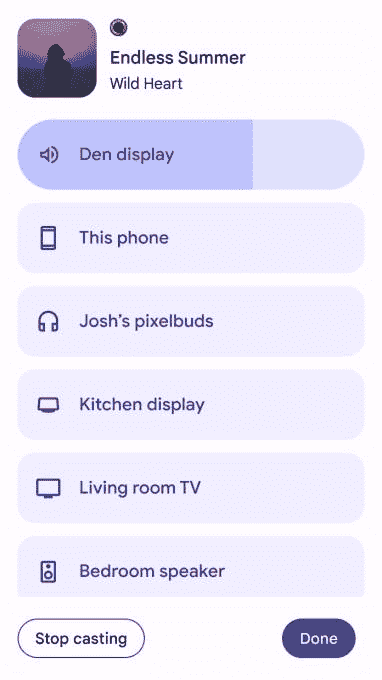 Endless Summer
Wild Heart
Den display
This phone
Josh's pixelbuds
Kitchen display
Living room TV
Bedroom speaker
Stop casting
Done